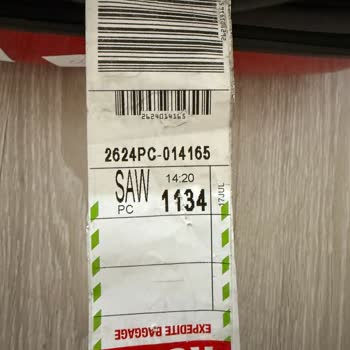 2624014165
2624PC-014165
SAW 14:20
PC 1134 17JUL
EXPEDITE BAGGAGE